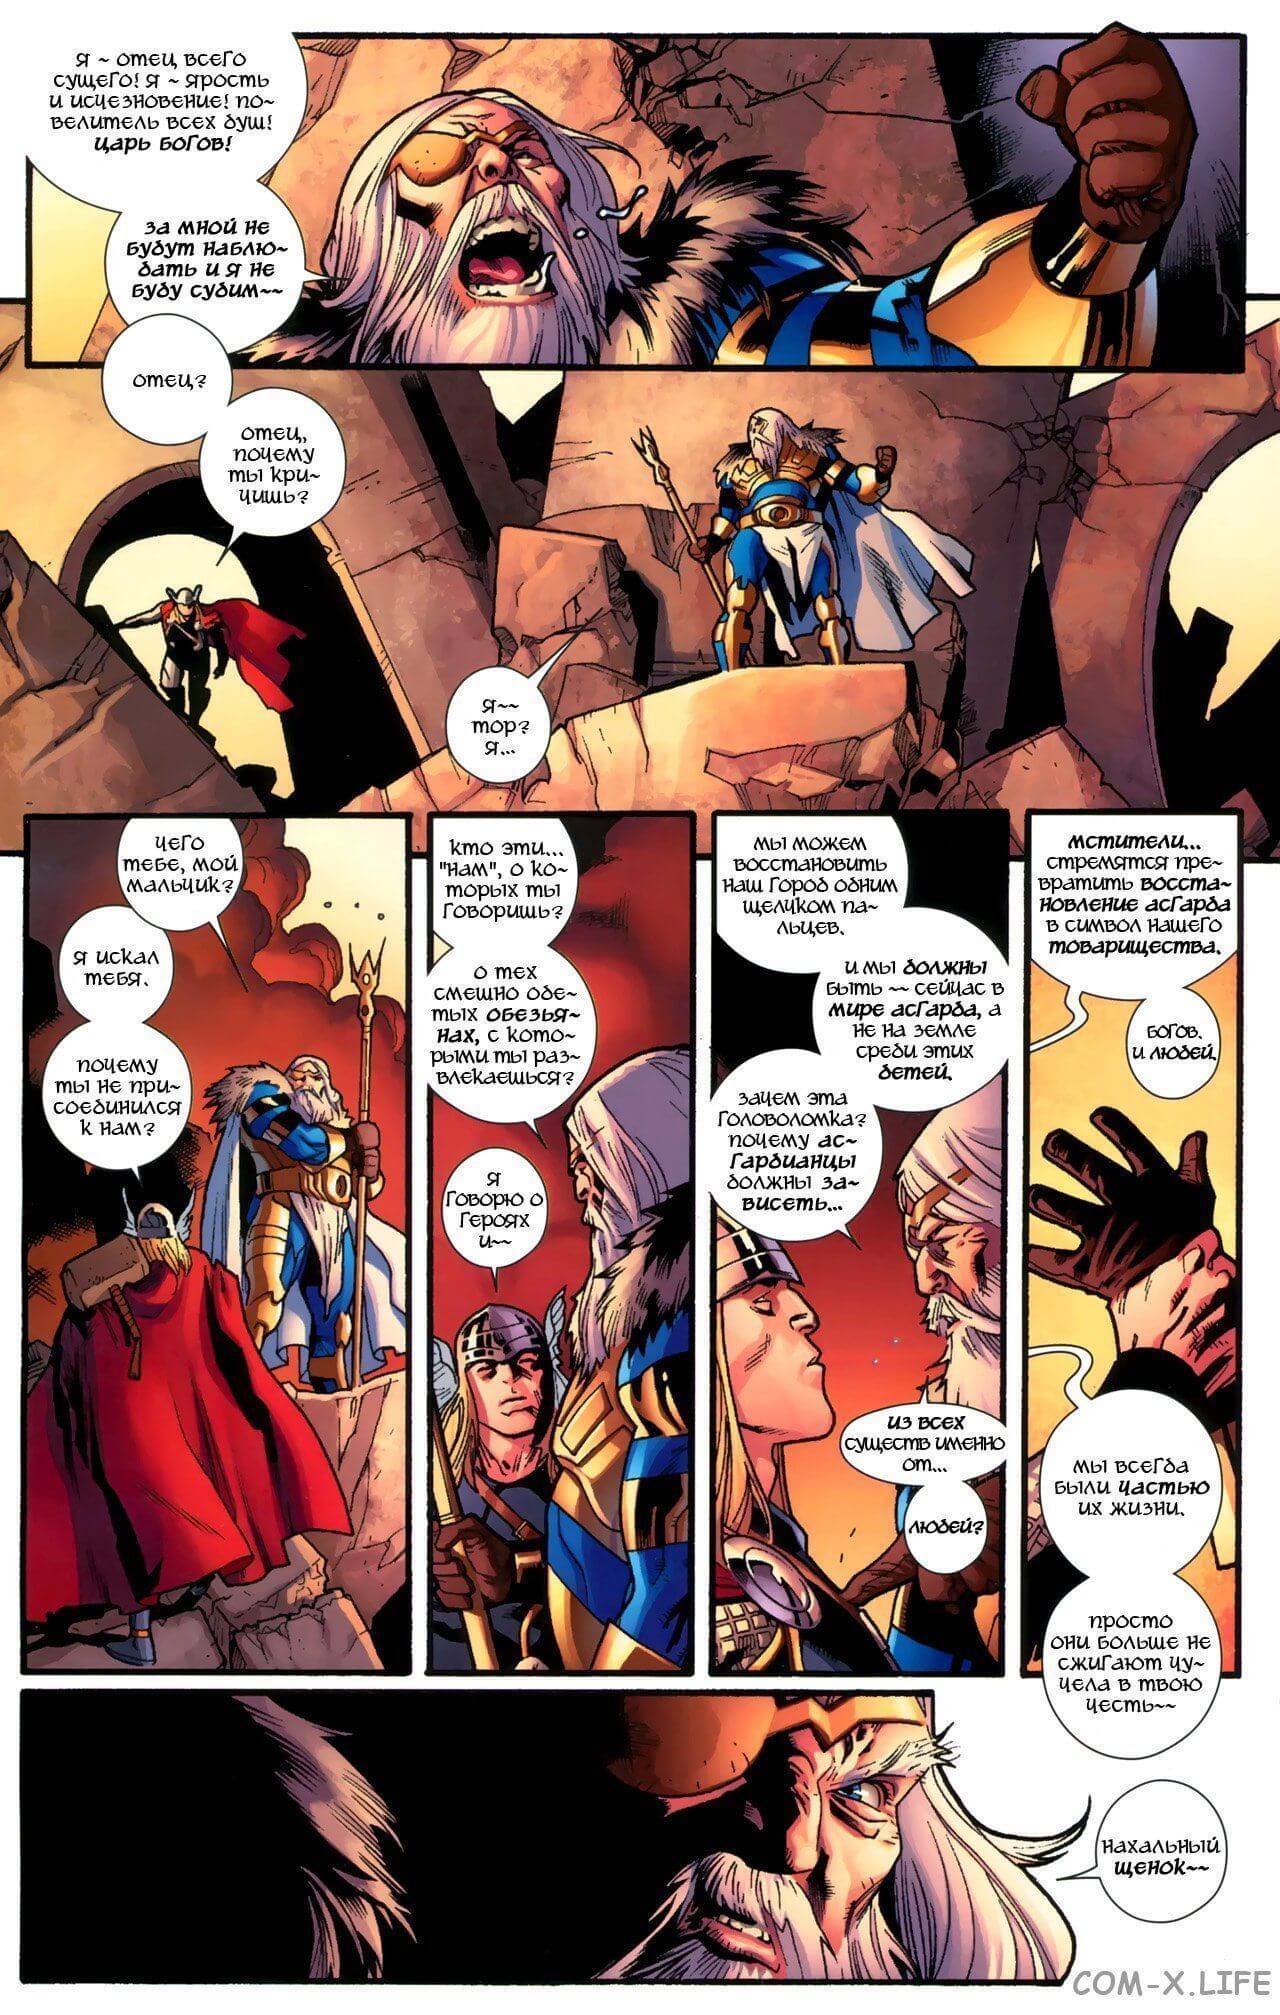 Я ~ ОТЕЦ ВСЕГО
СУЩЕГО! Я ~ ЯРОСТЬ
И ИСЧЕЗНОВЕНИЕ! ПО-
ВЕЛИТЕЛЬ ВСЕХ ДУШ!
ЦАРЬ БОГОВ!
ЗА МНОЙ НЕ
БУДУТ НАБЛЮ-
ДАТЬ И Я НЕ
БУДУ СУДИМ~~
ОТЕЦ?
ОТЕЦ,
ПОЧЕМУ
ТЫ КРИ-
ЧИШЬ?
Я~~
ТОР?
Я...
ЧЕГО
ТЕБЕ, МОЙ
МАЛЬЧИК?
Я ИСКАЛ
ТЕБЯ.
ПОЧЕМУ
ТЫ НЕ ПРИ-
СОЕДИНИЛСЯ
К НАМ?
КТО ЭТИ...
"НАМ", О КО-
ТОРЫХ ТЫ
ГОВОРИШЬ?
О ТЕХ
СМЕШНО ОДЕ-
ТЫХ ОБЕЗЬЯ-
НАХ, С КОТО-
РЫМИ ТЫ РАЗ-
ВЛЕКАЕШЬСЯ?
Я
ГОВОРЮ О
ГЕРОЯХ
И~~
МЫ МОЖЕМ
ВОССТАНОВИТЬ
НАШ ГОРОД ОДНИМ
ЩЕЛИКОМ ПА-
ЛЬЦЕВ.
И МЫ ДОЛЖНЫ
БЫТЬ ~~ СЕЙЧАС В
МИРЕ АСГАРДА, А
НЕ НА ЗЕМЛЕ
СРЕДИ ЭТИХ
ДЕТЕЙ.
ЗАЧЕМ ЭТА
ГОЛОВОЛОМКА?
ПОЧЕМУ АС-
ГАРДИАНЦЫ
ДОЛЖНЫ ЗА-
ВИСЕТЬ...
ИЗ ВСЕХ
СУЩЕСТВ ИМЕННО
ОТ...
ЛЮДЕЙ?
МСТИТЕЛИ...
СТРЕМЯТСЯ ПРЕ-
ВРАТИТЬ ВОССТА-
НОВЛЕНИЕ АСГАРДА
В СИМВОЛ НАШЕГО
ТОВАРИЩЕСТВА.
БОГОВ.
И ЛЮДЕЙ.
МЫ ВСЕГДА
БЫЛИ ЧАСТЬЮ
ИХ ЖИЗНИ.
ПРОСТО
ОНИ БОЛЬШЕ НЕ
СЖИГАЮТ ЧУ-
ЧЕЛА В ТВОЮ
ЧЕСТЬ~~
НАХАЛЬНЫЙ
ЩЕНОК~~
COM-X.LIFE